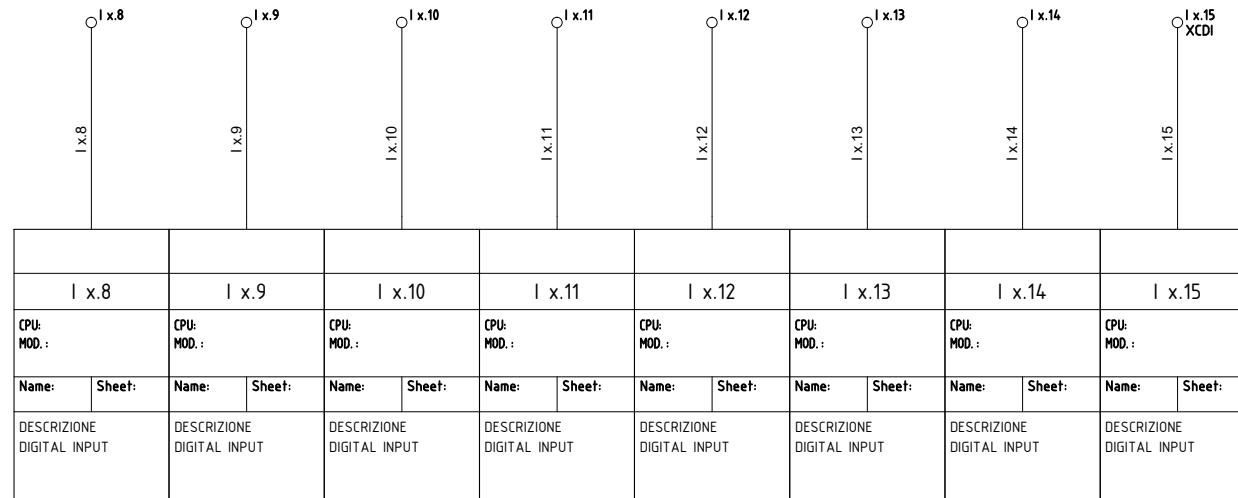 I x.8 I x.9 I x.10 I x.11 I x.12 I x.13 I x.14 I x.15
XCDI
I x.8 I x.9 I x.10 I x.11 I x.12 I x.13 I x.14 I x.15
I x.8 I x.9 I x.10 I x.11 I x.12 I x.13 I x.14 I x.15
CPU: CPU: CPU: CPU: CPU: CPU: CPU: CPU:
MOD. : MOD. : MOD. : MOD. : MOD. : MOD. : MOD. : MOD. :
Name: Sheet: Name: Sheet: Name: Sheet: Name: Sheet: Name: Sheet: Name: Sheet: Name: Sheet: Name: Sheet:
DESCRIZIONE DESCRIZIONE DESCRIZIONE DESCRIZIONE DESCRIZIONE DESCRIZIONE DESCRIZIONE DESCRIZIONE
DIGITAL INPUT DIGITAL INPUT DIGITAL INPUT DIGITAL INPUT DIGITAL INPUT DIGITAL INPUT DIGITAL INPUT DIGITAL INPUT